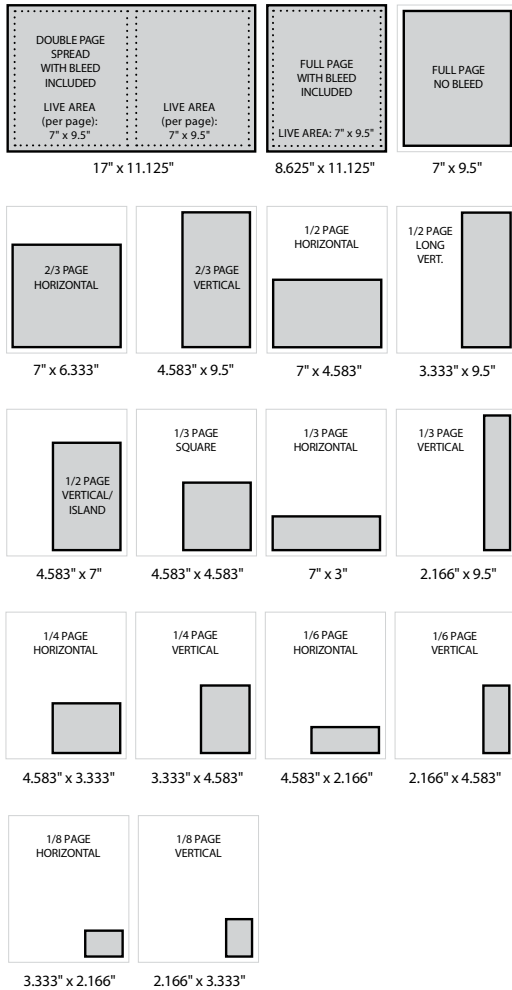 DOUBLE PAGE
SPREAD
WITH BLEED
INCLUDED
LIVE AREA
(per page):
7" x 9.5"
LIVE AREA
(per page):
7" x 9.5"
17" x 11.125"
FULL PAGE
WITH BLEED
INCLUDED
LIVE AREA: 7" x 9.5"
8.625" x 11.125"
FULL PAGE
NO BLEED
7" x 9.5"
2/3 PAGE
HORIZONTAL
7" x 6.333"
2/3 PAGE
VERTICAL
4.583" x 9.5"
1/2 PAGE
HORIZONTAL
7" x 4.583"
1/2 PAGE
LONG
VERT.
3.333" x 9.5"
1/2 PAGE
VERTICAL/
ISLAND
4.583" x 7"
1/3 PAGE
SQUARE
4.583" x 4.583"
1/3 PAGE
HORIZONTAL
7" x 3"
1/3 PAGE
VERTICAL
2.166" x 9.5"
1/4 PAGE
HORIZONTAL
4.583" x 3.333"
1/4 PAGE
VERTICAL
3.333" x 4.583"
1/6 PAGE
HORIZONTAL
4.583" x 2.166"
1/6 PAGE
VERTICAL
2.166" x 4.583"
1/8 PAGE
HORIZONTAL
3.333" x 2.166"
1/8 PAGE
VERTICAL
2.166" x 3.333"